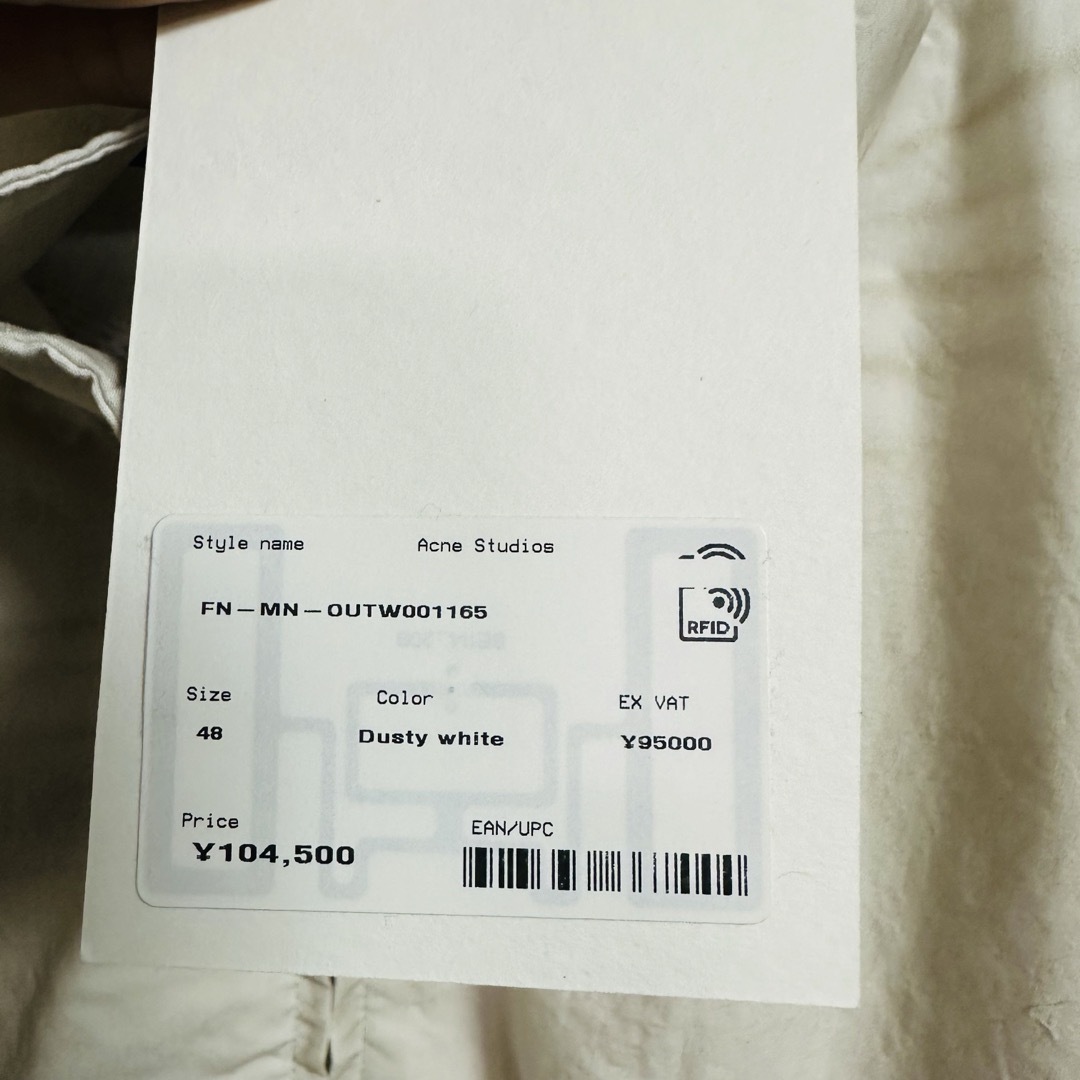 Style name Acne Studios
FN-MN-OUTW001165
RFID
Size Color EX VAT
48 Dusty white ¥95000
Price EAN/UPC
¥104,500